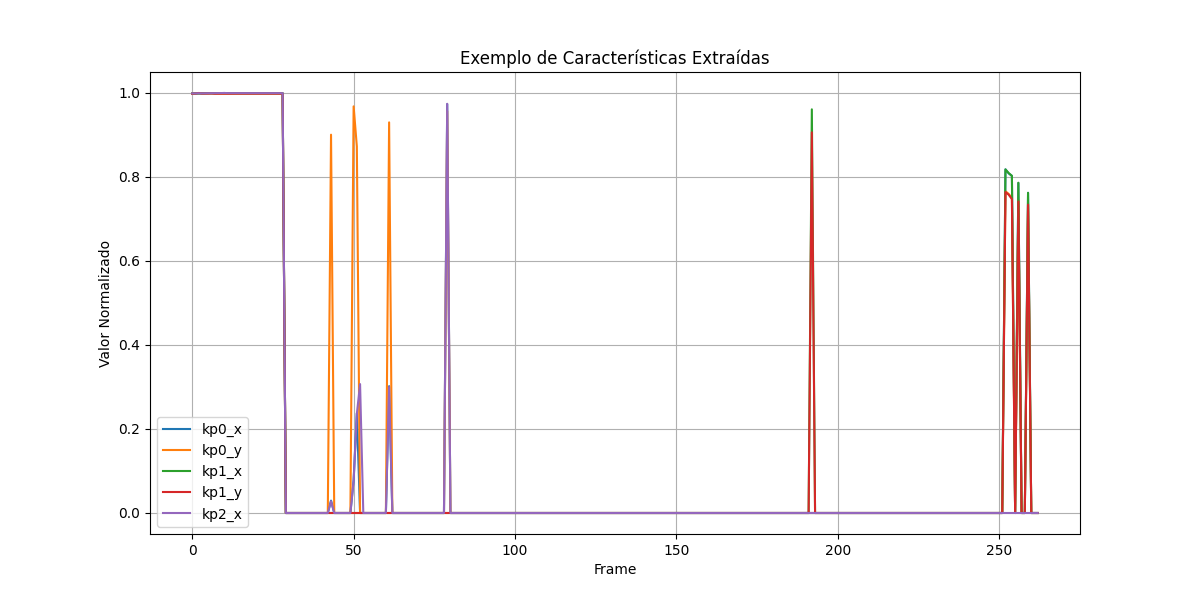 Exemplo de Características Extraídas
Valor Normalizado
1.0
0.8
0.6
0.4
0.2
0.0
kp0_x
kp0_y
kp1_x
kp1_y
kp2_x
0 50 100 150 200 250
Frame